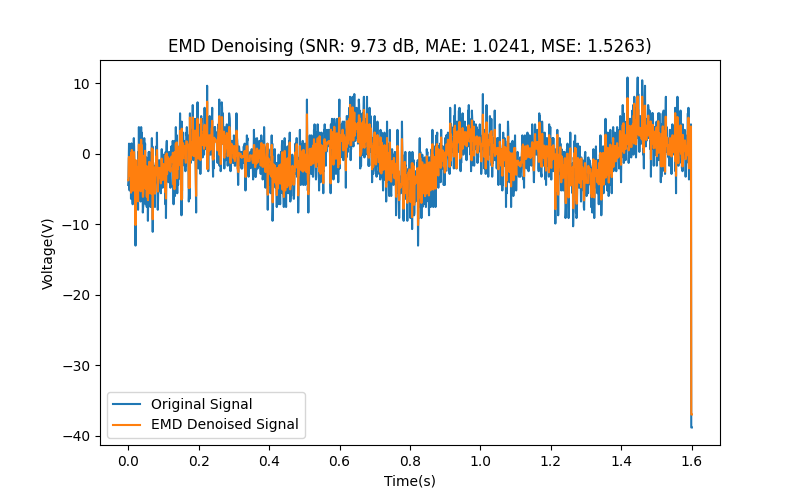 EMD Denoising (SNR: 9.73 dB, MAE: 1.0241, MSE: 1.5263)
10
0
−10
−20
−30
−40
Voltage(V)
Original Signal
EMD Denoised Signal
0.0 0.2 0.4 0.6 0.8 1.0 1.2 1.4 1.6
Time(s)